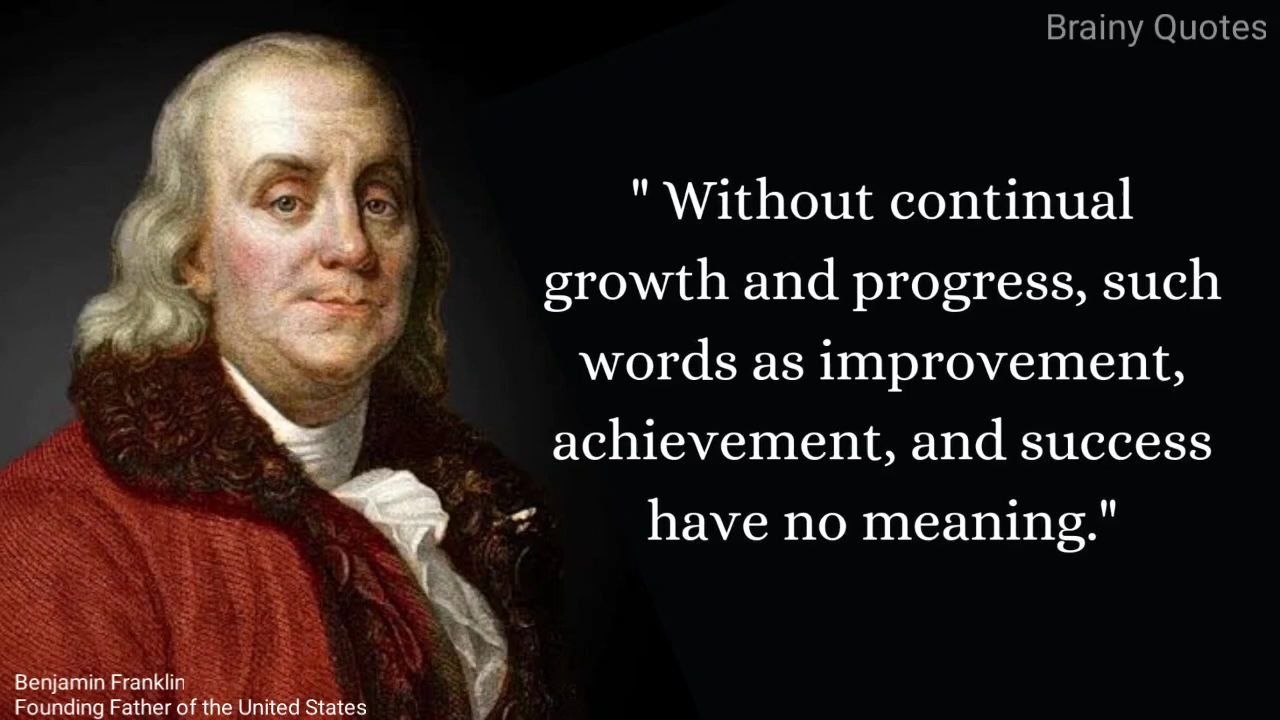 Brainy Quotes
" Without continual
growth and progress, such
words as improvement,
achievement, and success
have no meaning."
Benjamin Franklin
Founding Father of the United States